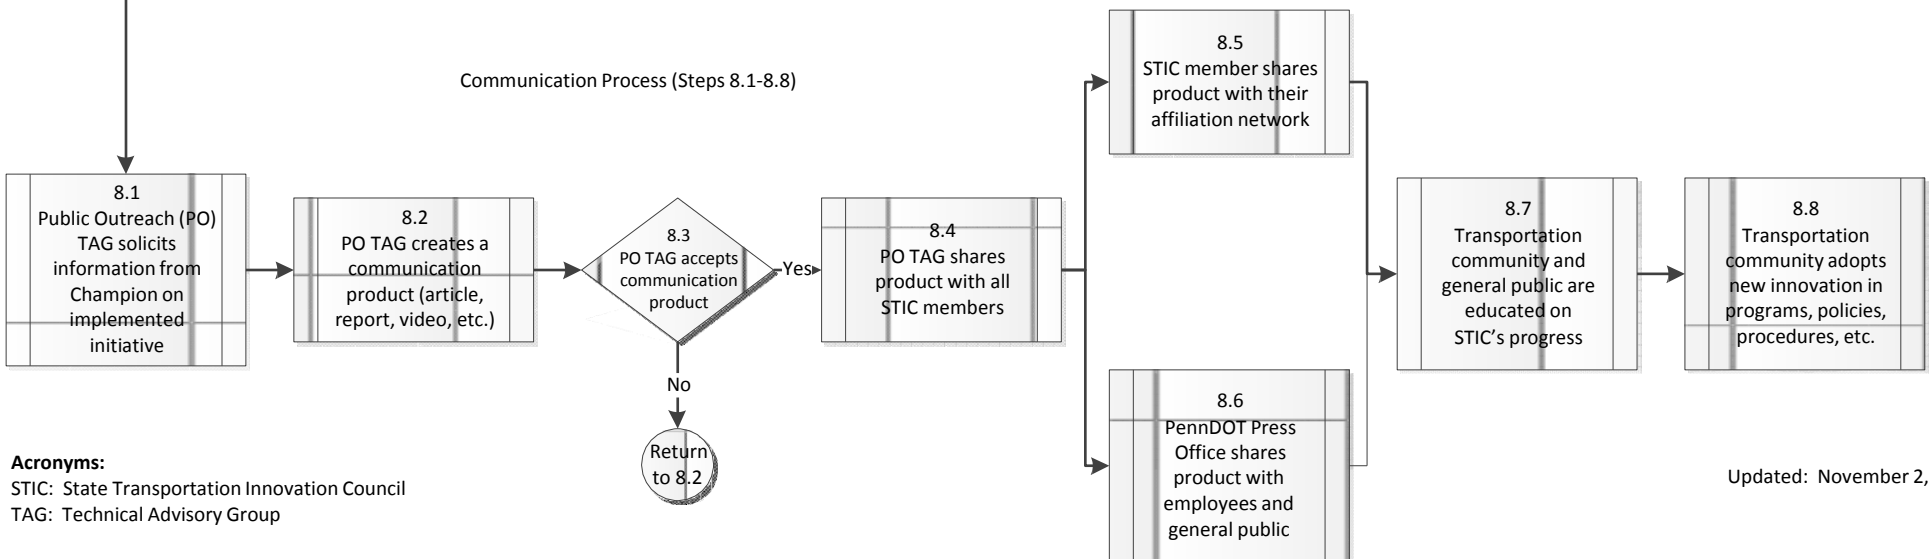 Communication Process (Steps 8.1-8.8)
8.1
Public Outreach (PO)
TAG solicits
information from
Champion on
implemented
initiative
8.2
PO TAG creates a
communication
product (article,
report, video, etc.)
8.3
PO TAG accepts
communication
product
Yes
No
Return
to 8.2
8.4
PO TAG shares
product with all
STIC members
8.5
STIC member shares
product with their
affiliation network
8.6
PennDOT Press
Office shares
product with
employees and
general public
8.7
Transportation
community and
general public are
educated on
STIC’s progress
8.8
Transportation
community adopts
new innovation in
programs, policies,
procedures, etc.
Acronyms:
STIC: State Transportation Innovation Council
TAG: Technical Advisory Group
Updated: November 2,